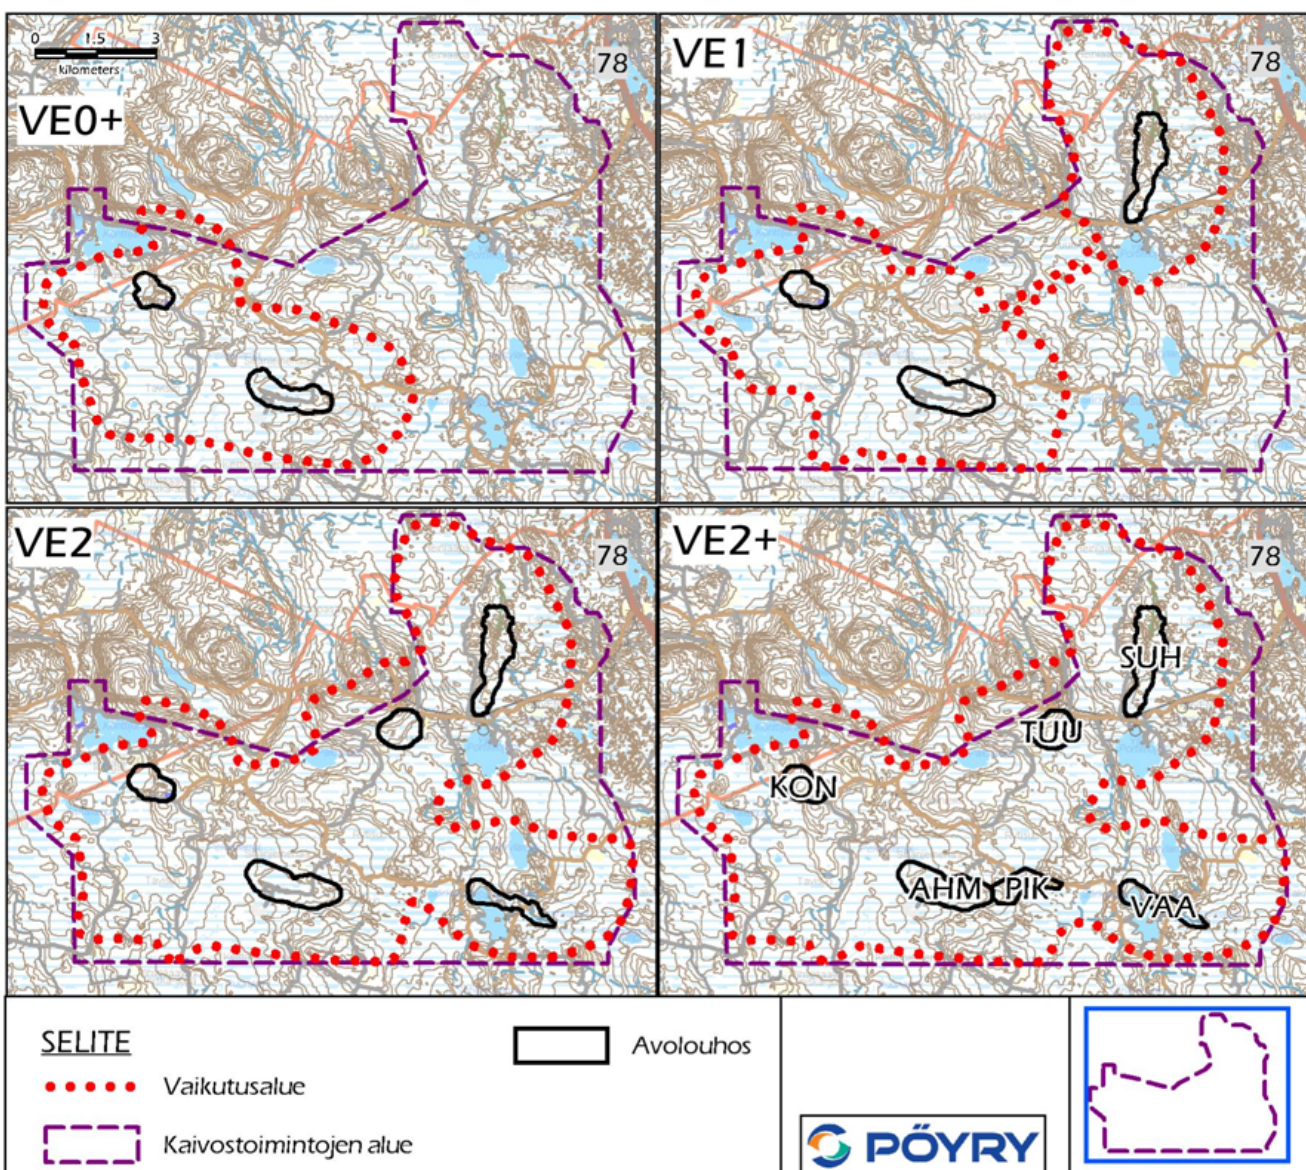 0 1.5 3
kilometers
78
VE0+
VE1
78
VE2
78
VE2+
78
SUH
TUU
KON
AHM PIK
VAA
SELITE
Avolouhos
Vaikutusalue
Kaivostoimintojen alue
PÖYRY